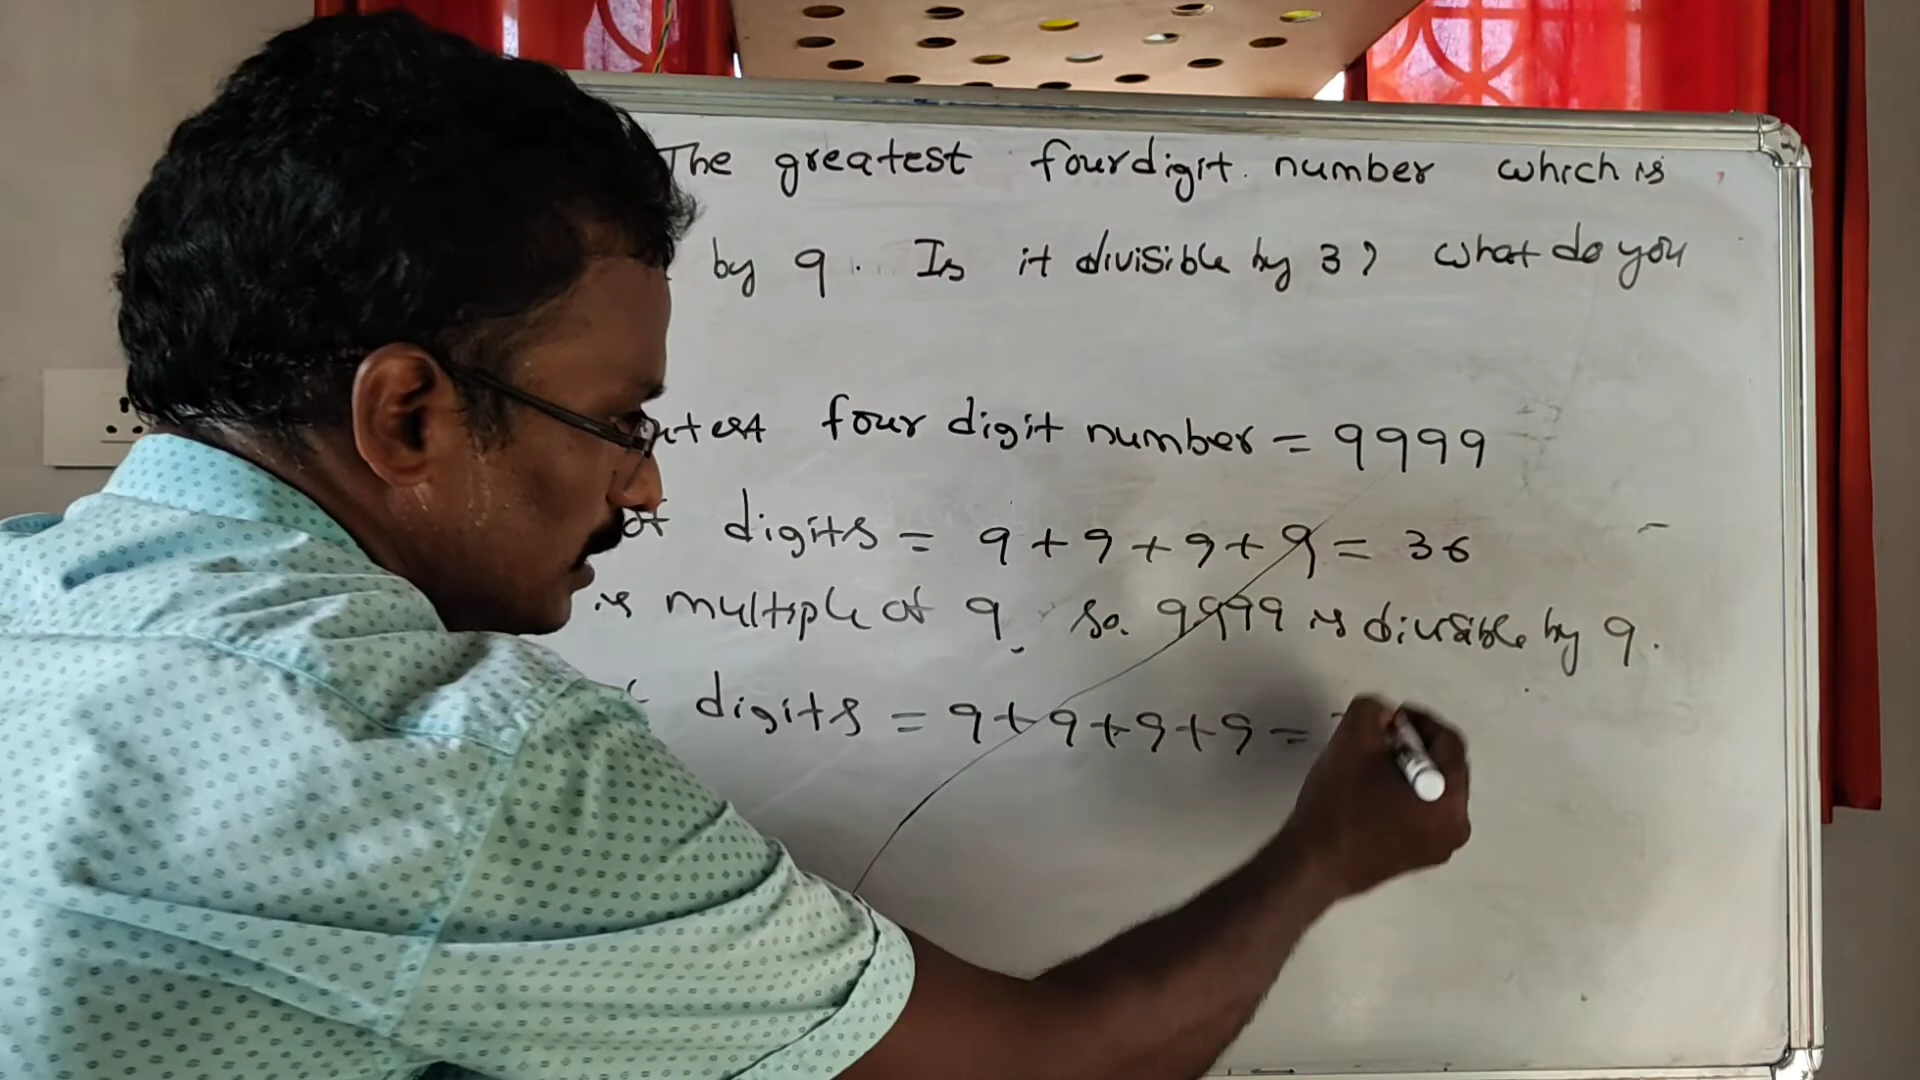 The greatest fourdigit number which is
by 9. Is it divisible by 3? What do you
four digit number = 9999
digits = 9+9+9+9 = 36
is multiple of 9. So. 9999 is divisible by 9.
digits = 9+9+9+9 =